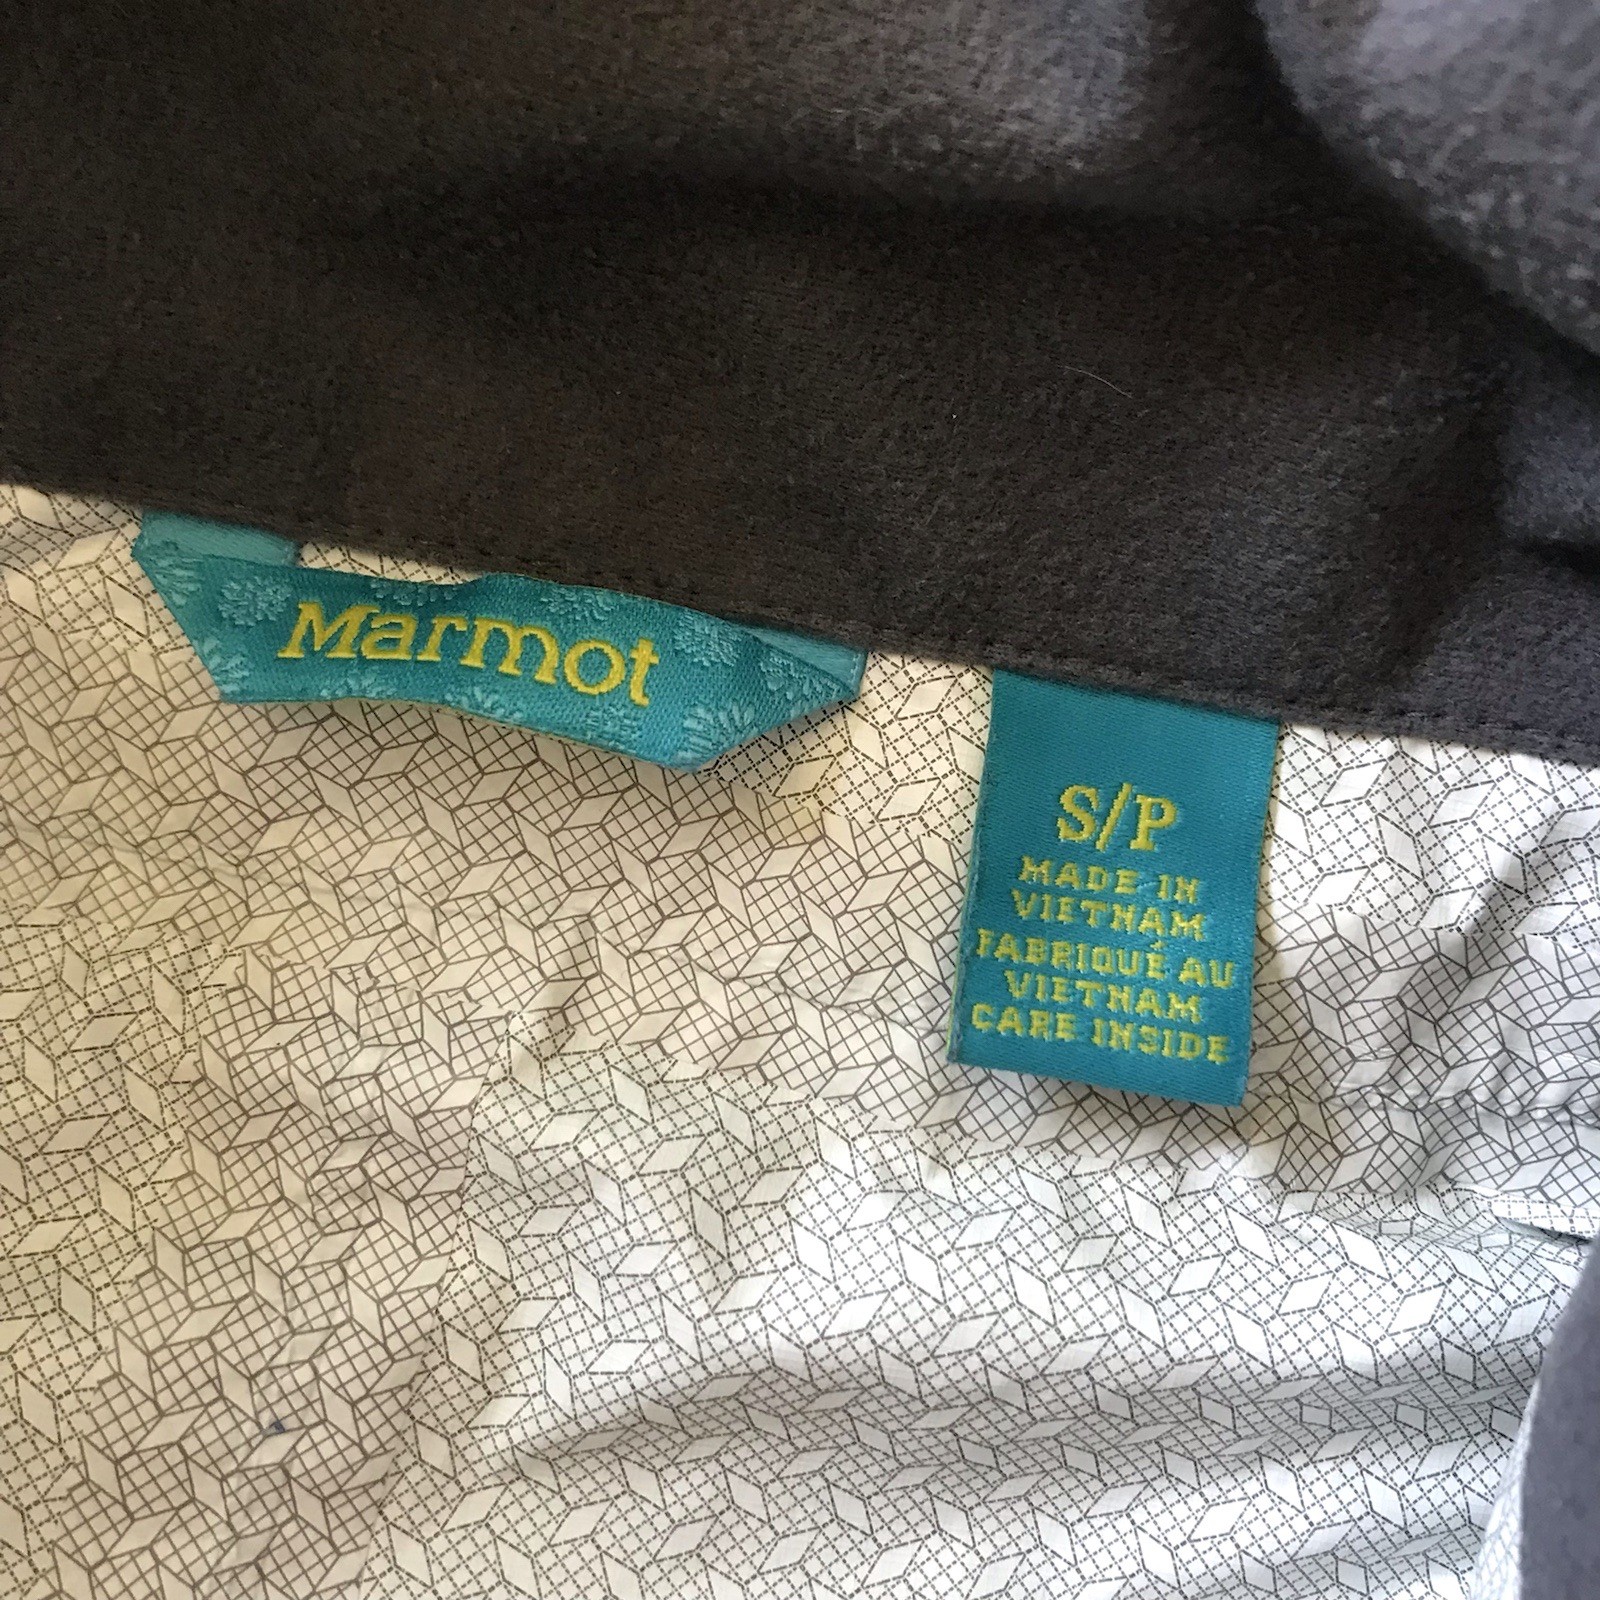 Marmot
S/P
MADE IN
VIETNAM
FABRIQUÉ AU
VIETNAM
CARE INSIDE